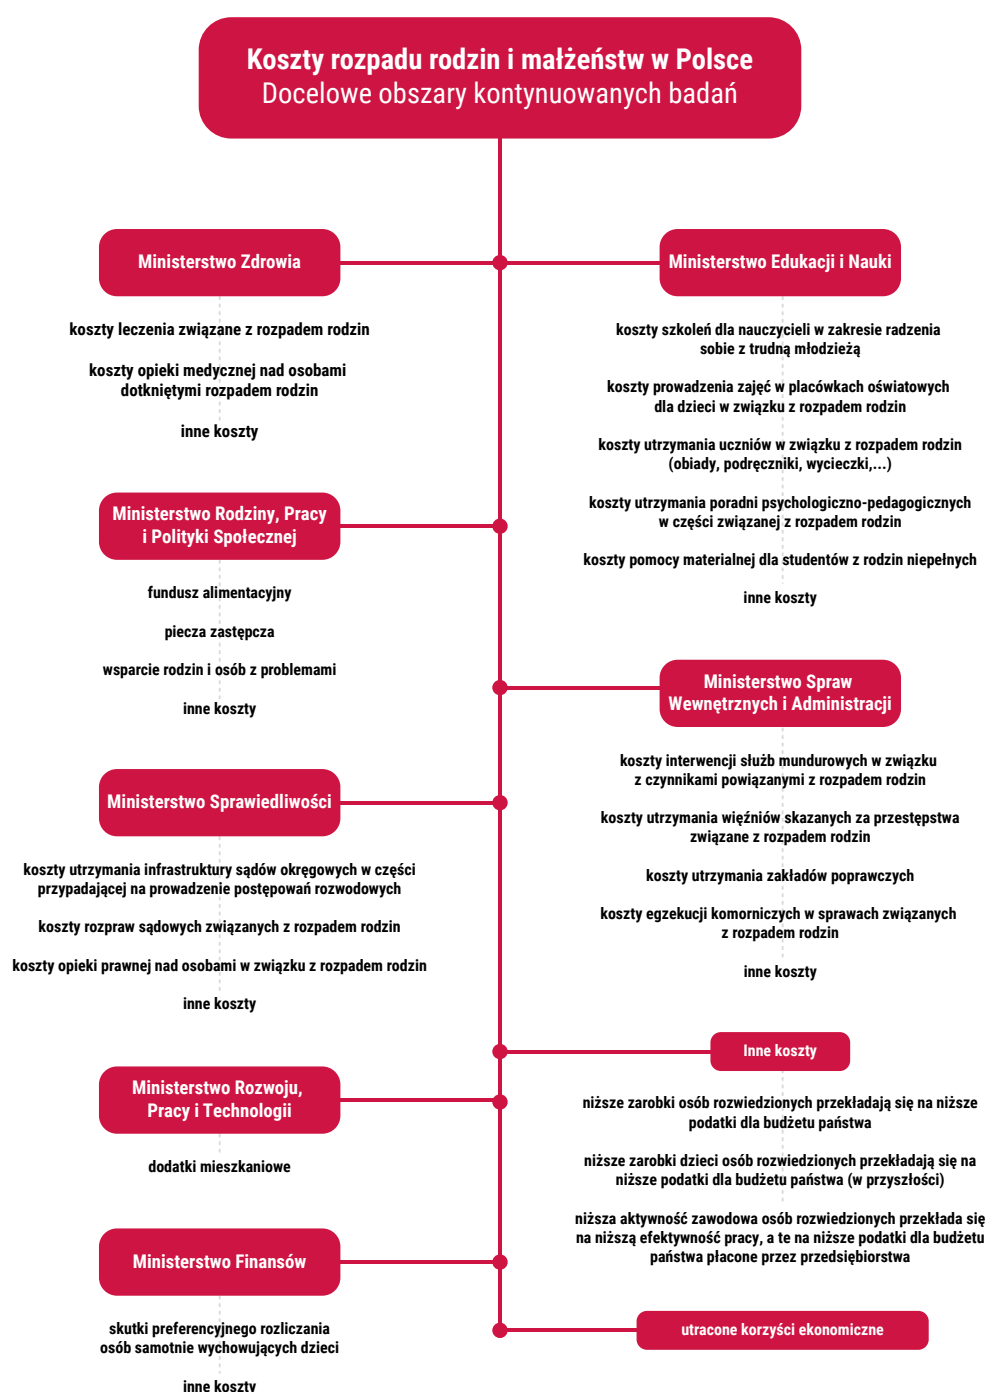 Koszty rozpadu rodzin i małżeństw w Polsce
Docelowe obszary kontynuowanych badań
Ministerstwo Zdrowia
koszty leczenia związane z rozpadem rodzin
koszty opieki medycznej nad osobami
dotkniętymi rozpadem rodzin
inne koszty
Ministerstwo Rodziny, Pracy
i Polityki Społecznej
fundusz alimentacyjny
piecza zastępcza
wsparcie rodzin i osób z problemami
inne koszty
Ministerstwo Sprawiedliwości
koszty utrzymania infrastruktury sądów okręgowych w części
przypadającej na prowadzenie postępowań rozwodowych
koszty rozpraw sądowych związanych z rozpadem rodzin
koszty opieki prawnej nad osobami w związku z rozpadem rodzin
inne koszty
Ministerstwo Rozwoju,
Pracy i Technologii
dodatki mieszkaniowe
Ministerstwo Finansów
skutki preferencyjnego rozliczania
osób samotnie wychowujących dzieci
inne koszty
Ministerstwo Edukacji i Nauki
koszty szkoleń dla nauczycieli w zakresie radzenia
sobie z trudną młodzieżą
koszty prowadzenia zajęć w placówkach oświatowych
dla dzieci w związku z rozpadem rodzin
koszty utrzymania uczniów w związku z rozpadem rodzin
(obiady, podręczniki, wycieczki,...)
koszty utrzymania poradni psychologiczno-pedagogicznych
w części związanej z rozpadem rodzin
koszty pomocy materialnej dla studentów z rodzin niepełnych
inne koszty
Ministerstwo Spraw
Wewnętrznych i Administracji
koszty interwencji służb mundurowych w związku
z czynnikami powiązanymi z rozpadem rodzin
koszty utrzymania więźniów skazanych za przestępstwa
związane z rozpadem rodzin
koszty utrzymania zakładów poprawczych
koszty egzekucji komorniczych w sprawach związanych
z rozpadem rodzin
inne koszty
Inne koszty
niższe zarobki osób rozwiedzionych przekładają się na niższe
podatki dla budżetu państwa
niższe zarobki dzieci osób rozwiedzionych przekładają się na
niższe podatki dla budżetu państwa (w przyszłości)
niższa aktywność zawodowa osób rozwiedzionych przekłada się
na niższą efektywność pracy, a te na niższe podatki dla budżetu
państwa płacone przez przedsiębiorstwa
utracone korzyści ekonomiczne